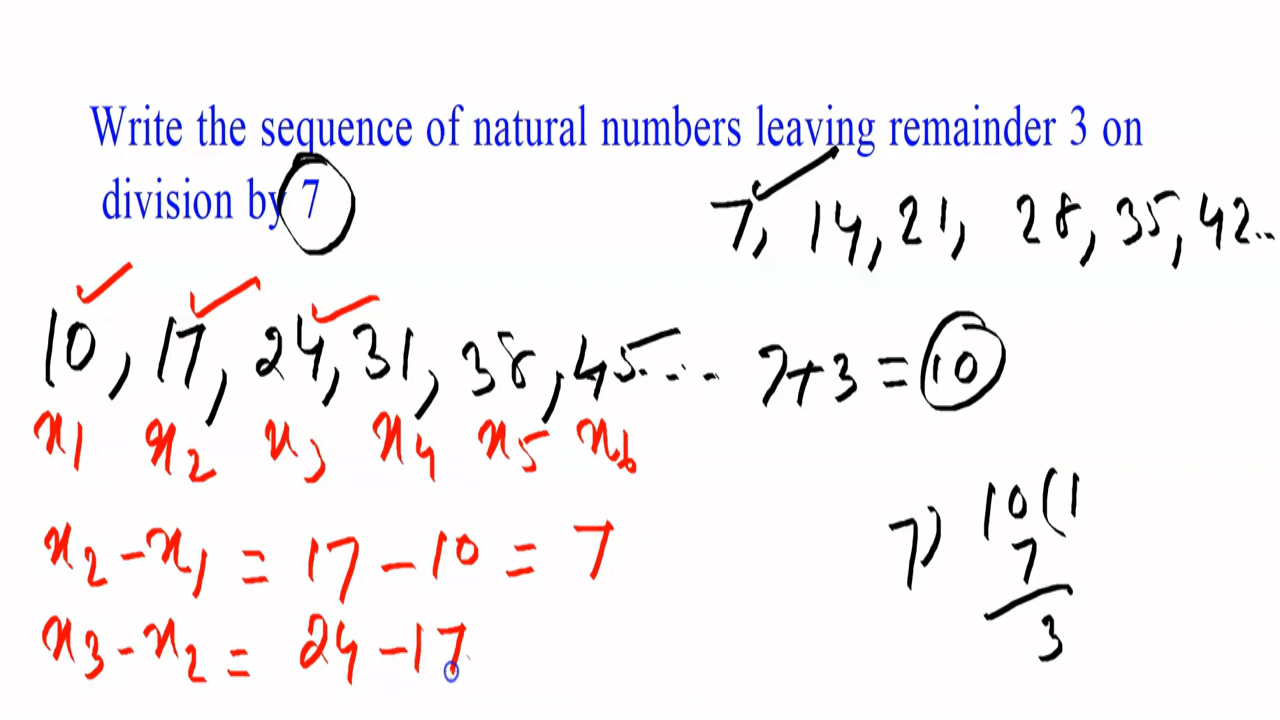 Write the sequence of natural numbers leaving remainder 3 on
division by 7
7, 14, 21, 28, 35, 42..
10, 17, 24, 31, 38, 45...
7+3 = 10
x1 x2 x3 x4 x5 x6
x2 - x1 = 17 - 10 = 7
7) 10 (1
7
3
x3 - x2 = 24 - 17